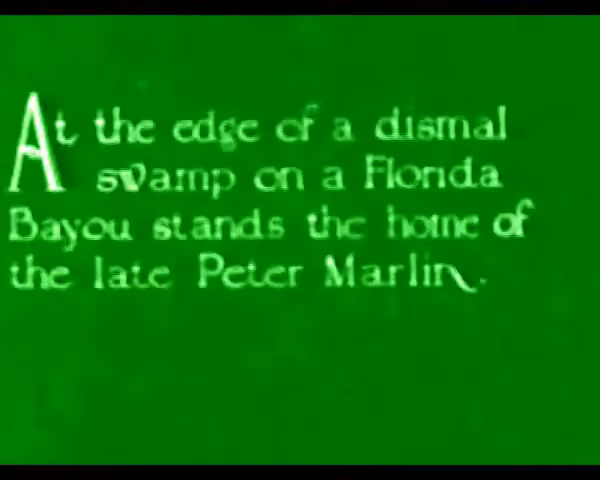 At the edge of a dismal
swamp on a Florida
Bayou stands the home of
the late Peter Marlin.